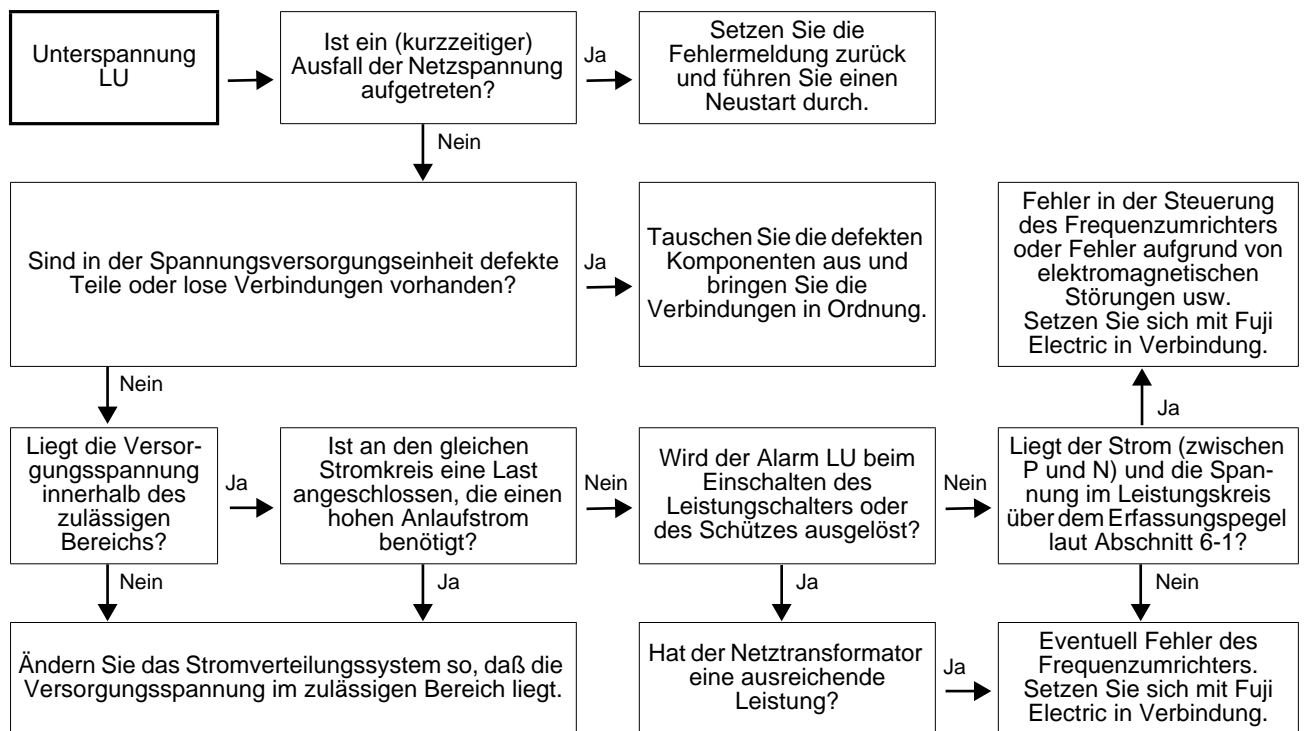 Unterspannung
LU
Ist ein (kurzzeitiger)
Ausfall der Netzspannung
aufgetreten?
Ja
Setzen Sie die
Fehlermeldung zurück
und führen Sie einen
Neustart durch.
Nein
Sind in der Spannungsversorgungseinheit defekte
Teile oder lose Verbindungen vorhanden?
Ja
Tauschen Sie die defekten
Komponenten aus und
bringen Sie die
Verbindungen in Ordnung.
Fehler in der Steuerung
des Frequenzumrichters
oder Fehler aufgrund von
elektromagnetischen
Störungen usw.
Setzen Sie sich mit Fuji
Electric in Verbindung.
Nein
Ja
Liegt die Versor-
gungsspannung
innerhalb des
zulässigen
Bereichs?
Ja
Ist an den gleichen
Stromkreis eine Last
angeschlossen, die einen
hohen Anlaufstrom
benötigt?
Nein
Wird der Alarm LU beim
Einschalten des
Leistungschalters oder
des Schützes ausgelöst?
Nein
Liegt der Strom (zwischen
P und N) und die Span-
nung im Leistungskreis
über dem Erfassungspegel
laut Abschnitt 6-1?
Nein
Ja
Ja
Nein
Ändern Sie das Stromverteilungssystem so, daß die
Versorgungsspannung im zulässigen Bereich liegt.
Hat der Netztransformator
eine ausreichende
Leistung?
Ja
Eventuell Fehler des
Frequenzumrichters.
Setzen Sie sich mit Fuji
Electric in Verbindung.